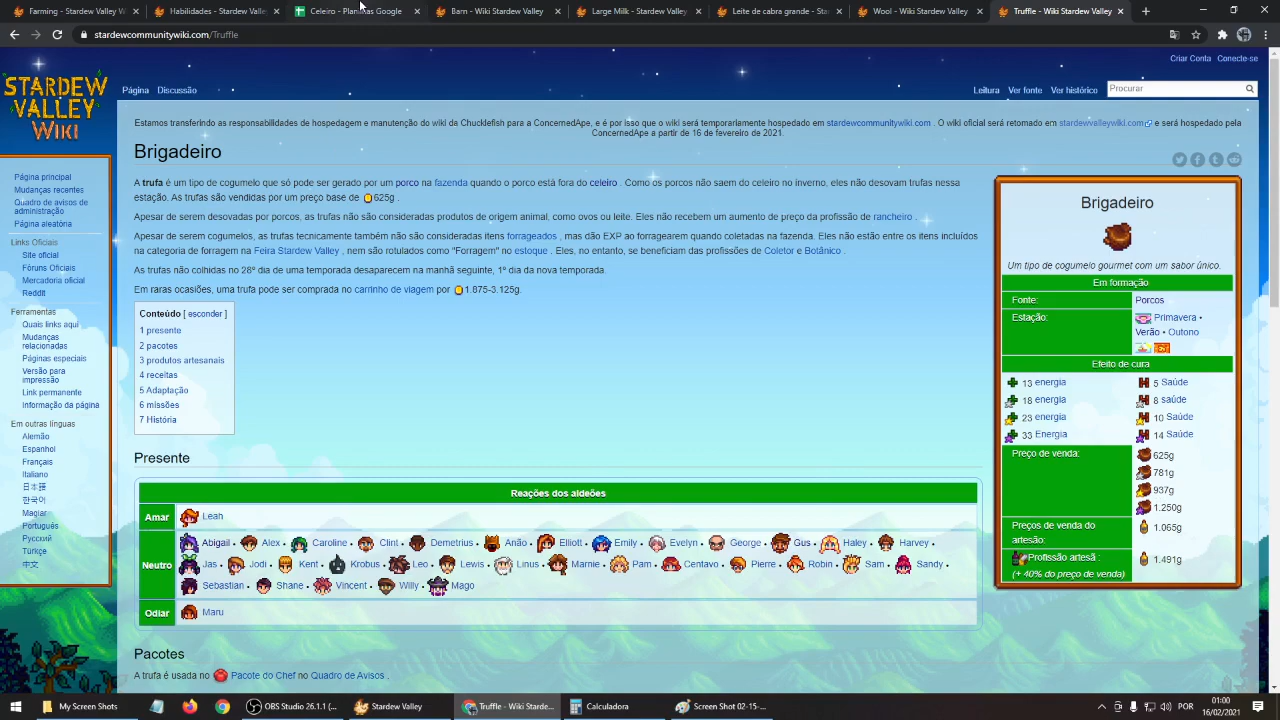 Farming - Stardew Valley
Habilidades - Stardew Valley
Celeiro - Planilhas Google
Barn - Wiki Stardew Valley
Large Milk - Stardew Valley
Leite de cabra grande - Star
Wool - Wiki Stardew Valley
Truffle - Wiki Stardew Valley
stardewcommunitywiki.com/Truffle
Criar Conta Conecte-se
STARDEW
VALLEY
WIKI
Página Discussão
Leitura Ver fonte Ver histórico
Procurar
Estamos transferindo as responsabilidades de hospedagem e manutenção do wiki da Chucklefish para a ConcernedApe, e é por isso que o wiki será temporariamente hospedado em stardewcommunitywiki.com . O wiki oficial será retomado em stardewvalleywiki.com e será hospedado pela
ConcernedApe a partir de 16 de fevereiro de 2021.
Brigadeiro
A trufa é um tipo de cogumelo que só pode ser gerado por um porco na fazenda quando o porco está fora do celeiro . Como os porcos não saem do celeiro no inverno, eles não desovam trufas nessa
estação. As trufas são vendidas por um preço base de 625g.
Apesar de serem desovadas por porcos, as trufas não são consideradas produtos de origem animal, como ovos ou leite. Eles não recebem um aumento de preço da profissão de rancheiro .
Apesar de serem cogumelos, as trufas tecnicamente também não são consideradas itens forrageados , mas dão EXP ao forragearem quando coletadas na fazenda. Eles não estão entre os itens incluídos
na categoria de forragem na Feira Stardew Valley , nem são rotulados como "Forragem" no estoque . Eles, no entanto, se beneficiam das profissões de Coletor e Botânico .
As trufas não colhidas no 28º dia de uma temporada desaparecem na manhã seguinte, 1º dia da nova temporada.
Em raras ocasiões, uma trufa pode ser comprada no carrinho de viagem for 1.875-3.125g.
Conteúdo [ esconder ]
1 presente
2 pacotes
3 produtos artesanais
4 receitas
5 Adaptação
6 missões
7 História
Página principal
Mudanças recentes
Quadro de avisos de
administração
Página aleatória
Links Oficiais
Site oficial
Fóruns Oficiais
Mercadoria oficial
Reddit
Ferramentas
Quais links aqui
Mudanças
relacionadas
Páginas especiais
Versão para
impressão
Link permanente
Informação da página
Em outras línguas
Alemão
Espanhol
Français
Italiano
日本語
한국어
Magiar
Português
Русский
Türkçe
中文
Presente
Reações dos aldeões
Amar
Leah
Neutro
Abigail • Alex • Caroline • Clint • Demetrius • Anão • Elliott • Emily • Evelyn • George • Gus • Haley • Harvey •
Jas • Jodi • Kent • Leo • Lewis • Linus • Marnie • Pam • Centavo • Pierre • Robin • Sam • Sandy •
Sebastian • Shane • Mago
Odiar
Maru
Pacotes
A trufa é usada no Pacote do Chef no Quadro de Avisos .
Brigadeiro
Um tipo de cogumelo gourmet com um sabor único.
Em formação
Fonte: Porcos
Estação: Primavera •
Verão • Outono
Efeito de cura
13 energia 5 Saúde
18 energia 8 saúde
23 energia 10 Saúde
33 Energia 14 Saúde
Preço de venda: 625g
781g
937g
1.250g
Preços de venda do
artesão: 1.065g
Profissão artesã :
(+ 40% do preço de venda)
1.491g
My Screen Shots
OBS Studio 26.1.1 (...
Stardew Valley
Truffle - Wiki Starde...
Calculadora
Screen Shot 02-15-...
POR
01:00
16/02/2021